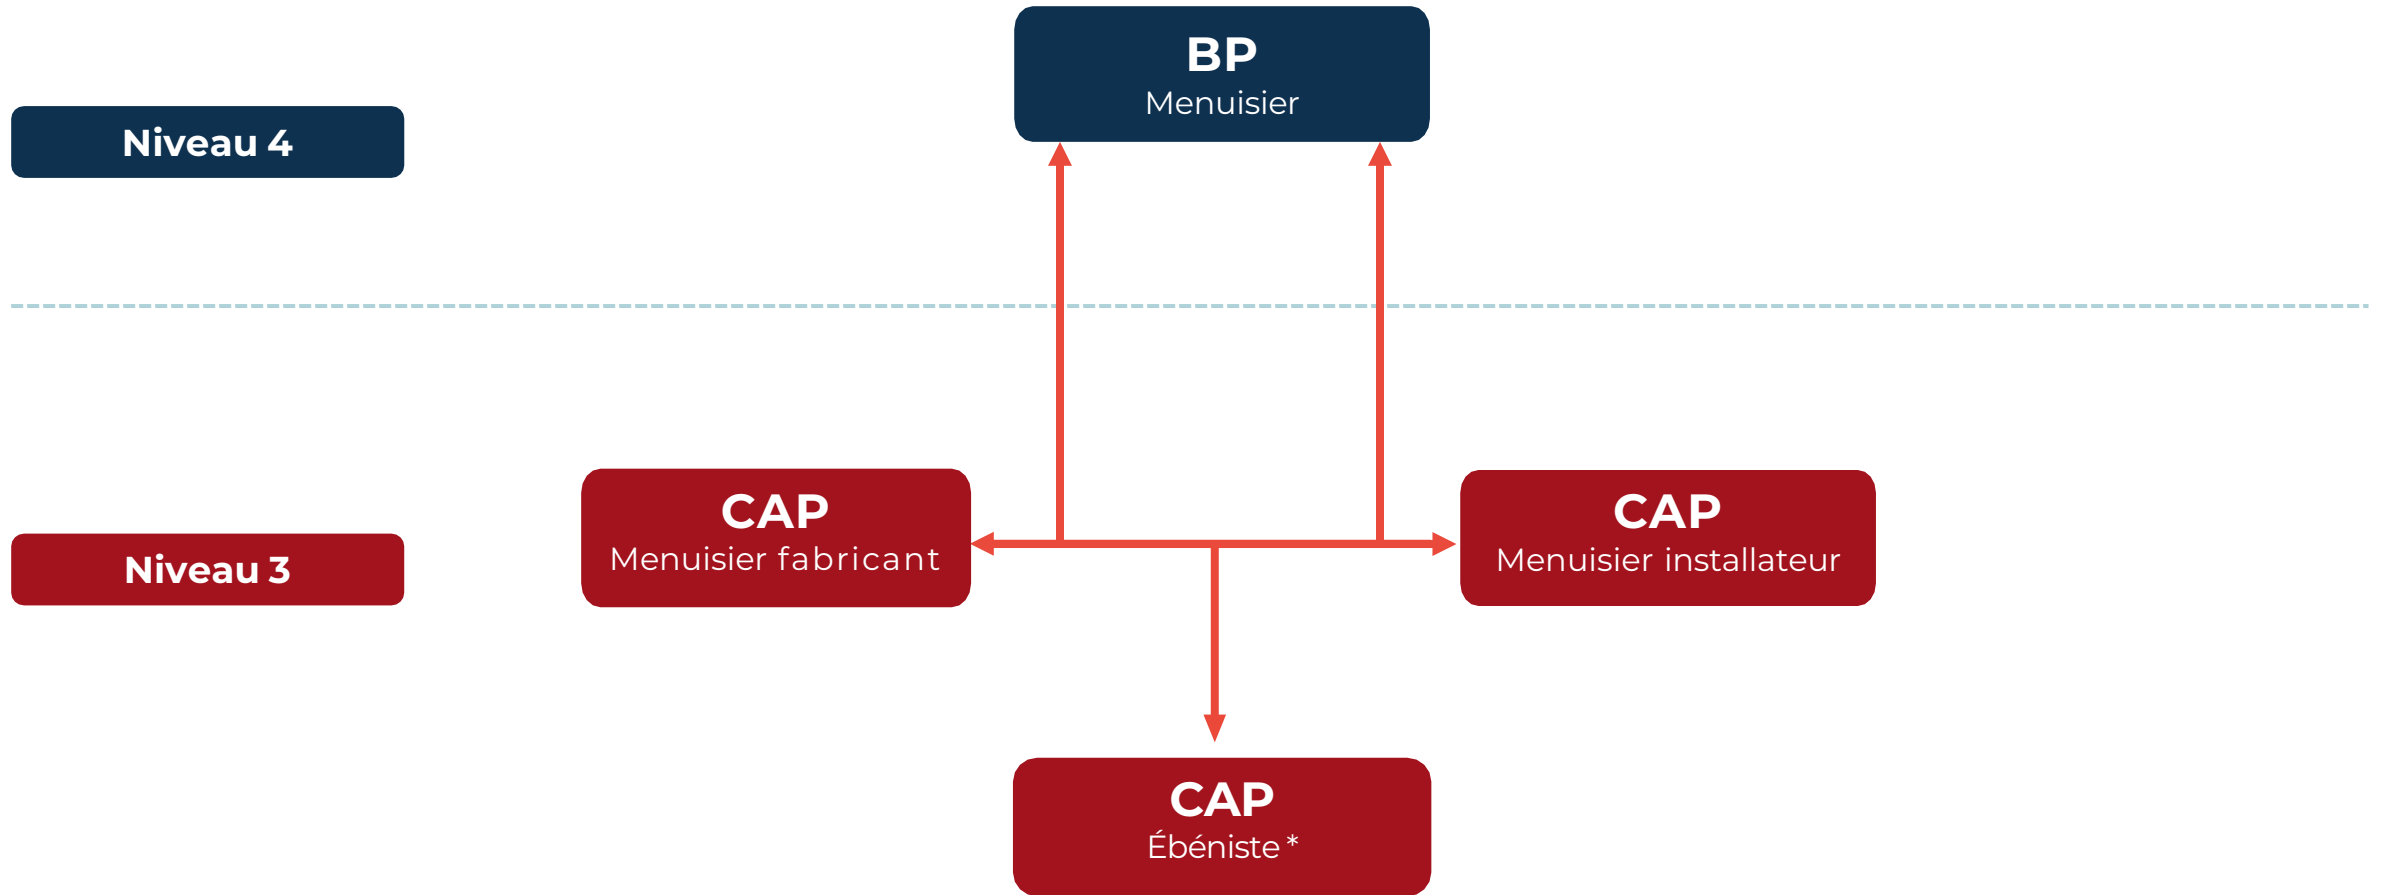 BP
Menuisier
Niveau 4
CAP
Menuisier fabricant
CAP
Menuisier installateur
Niveau 3
CAP
Ébéniste *